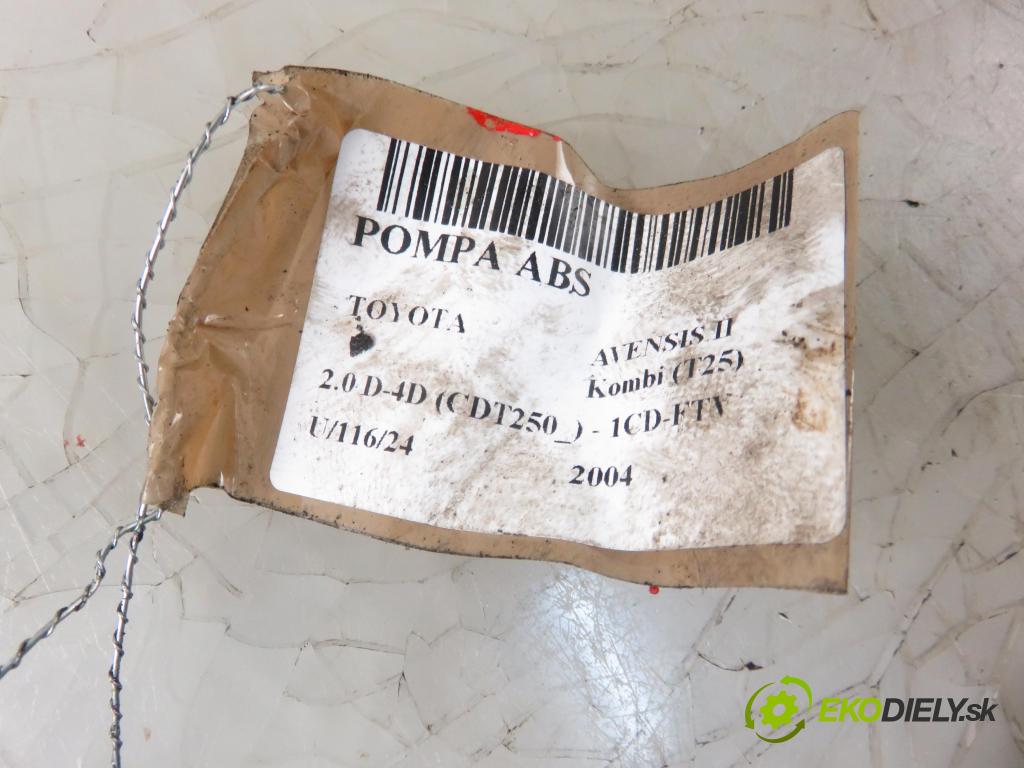 POMPA ABS
TOYOTA
AVENSIS II
Kombi (T25)
2.0 D-4D (CDT250_) - 1CD-FTV
U/116/24
2004
EKODIELY.sk